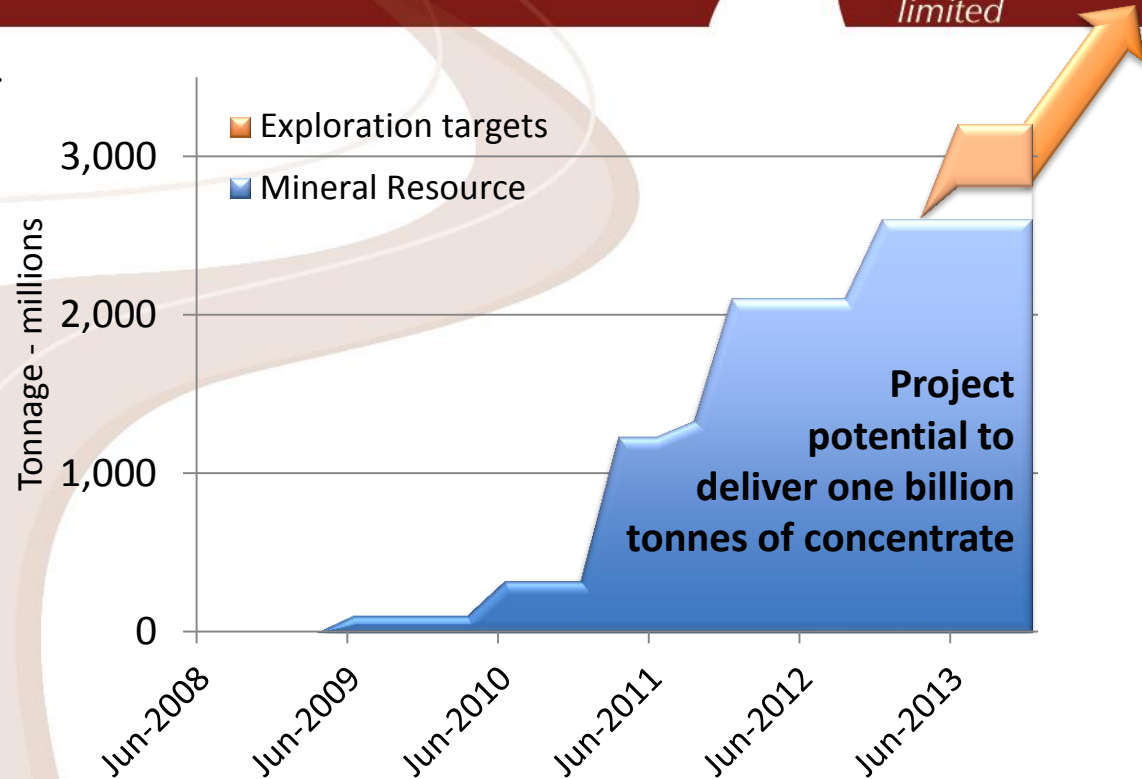 limited
Exploration targets
Mineral Resource
Tonnage - millions
3,000
2,000
1,000
0
Project
potential to
deliver one billion
tonnes of concentrate
Jun-2008
Jun-2009
Jun-2010
Jun-2011
Jun-2012
Jun-2013